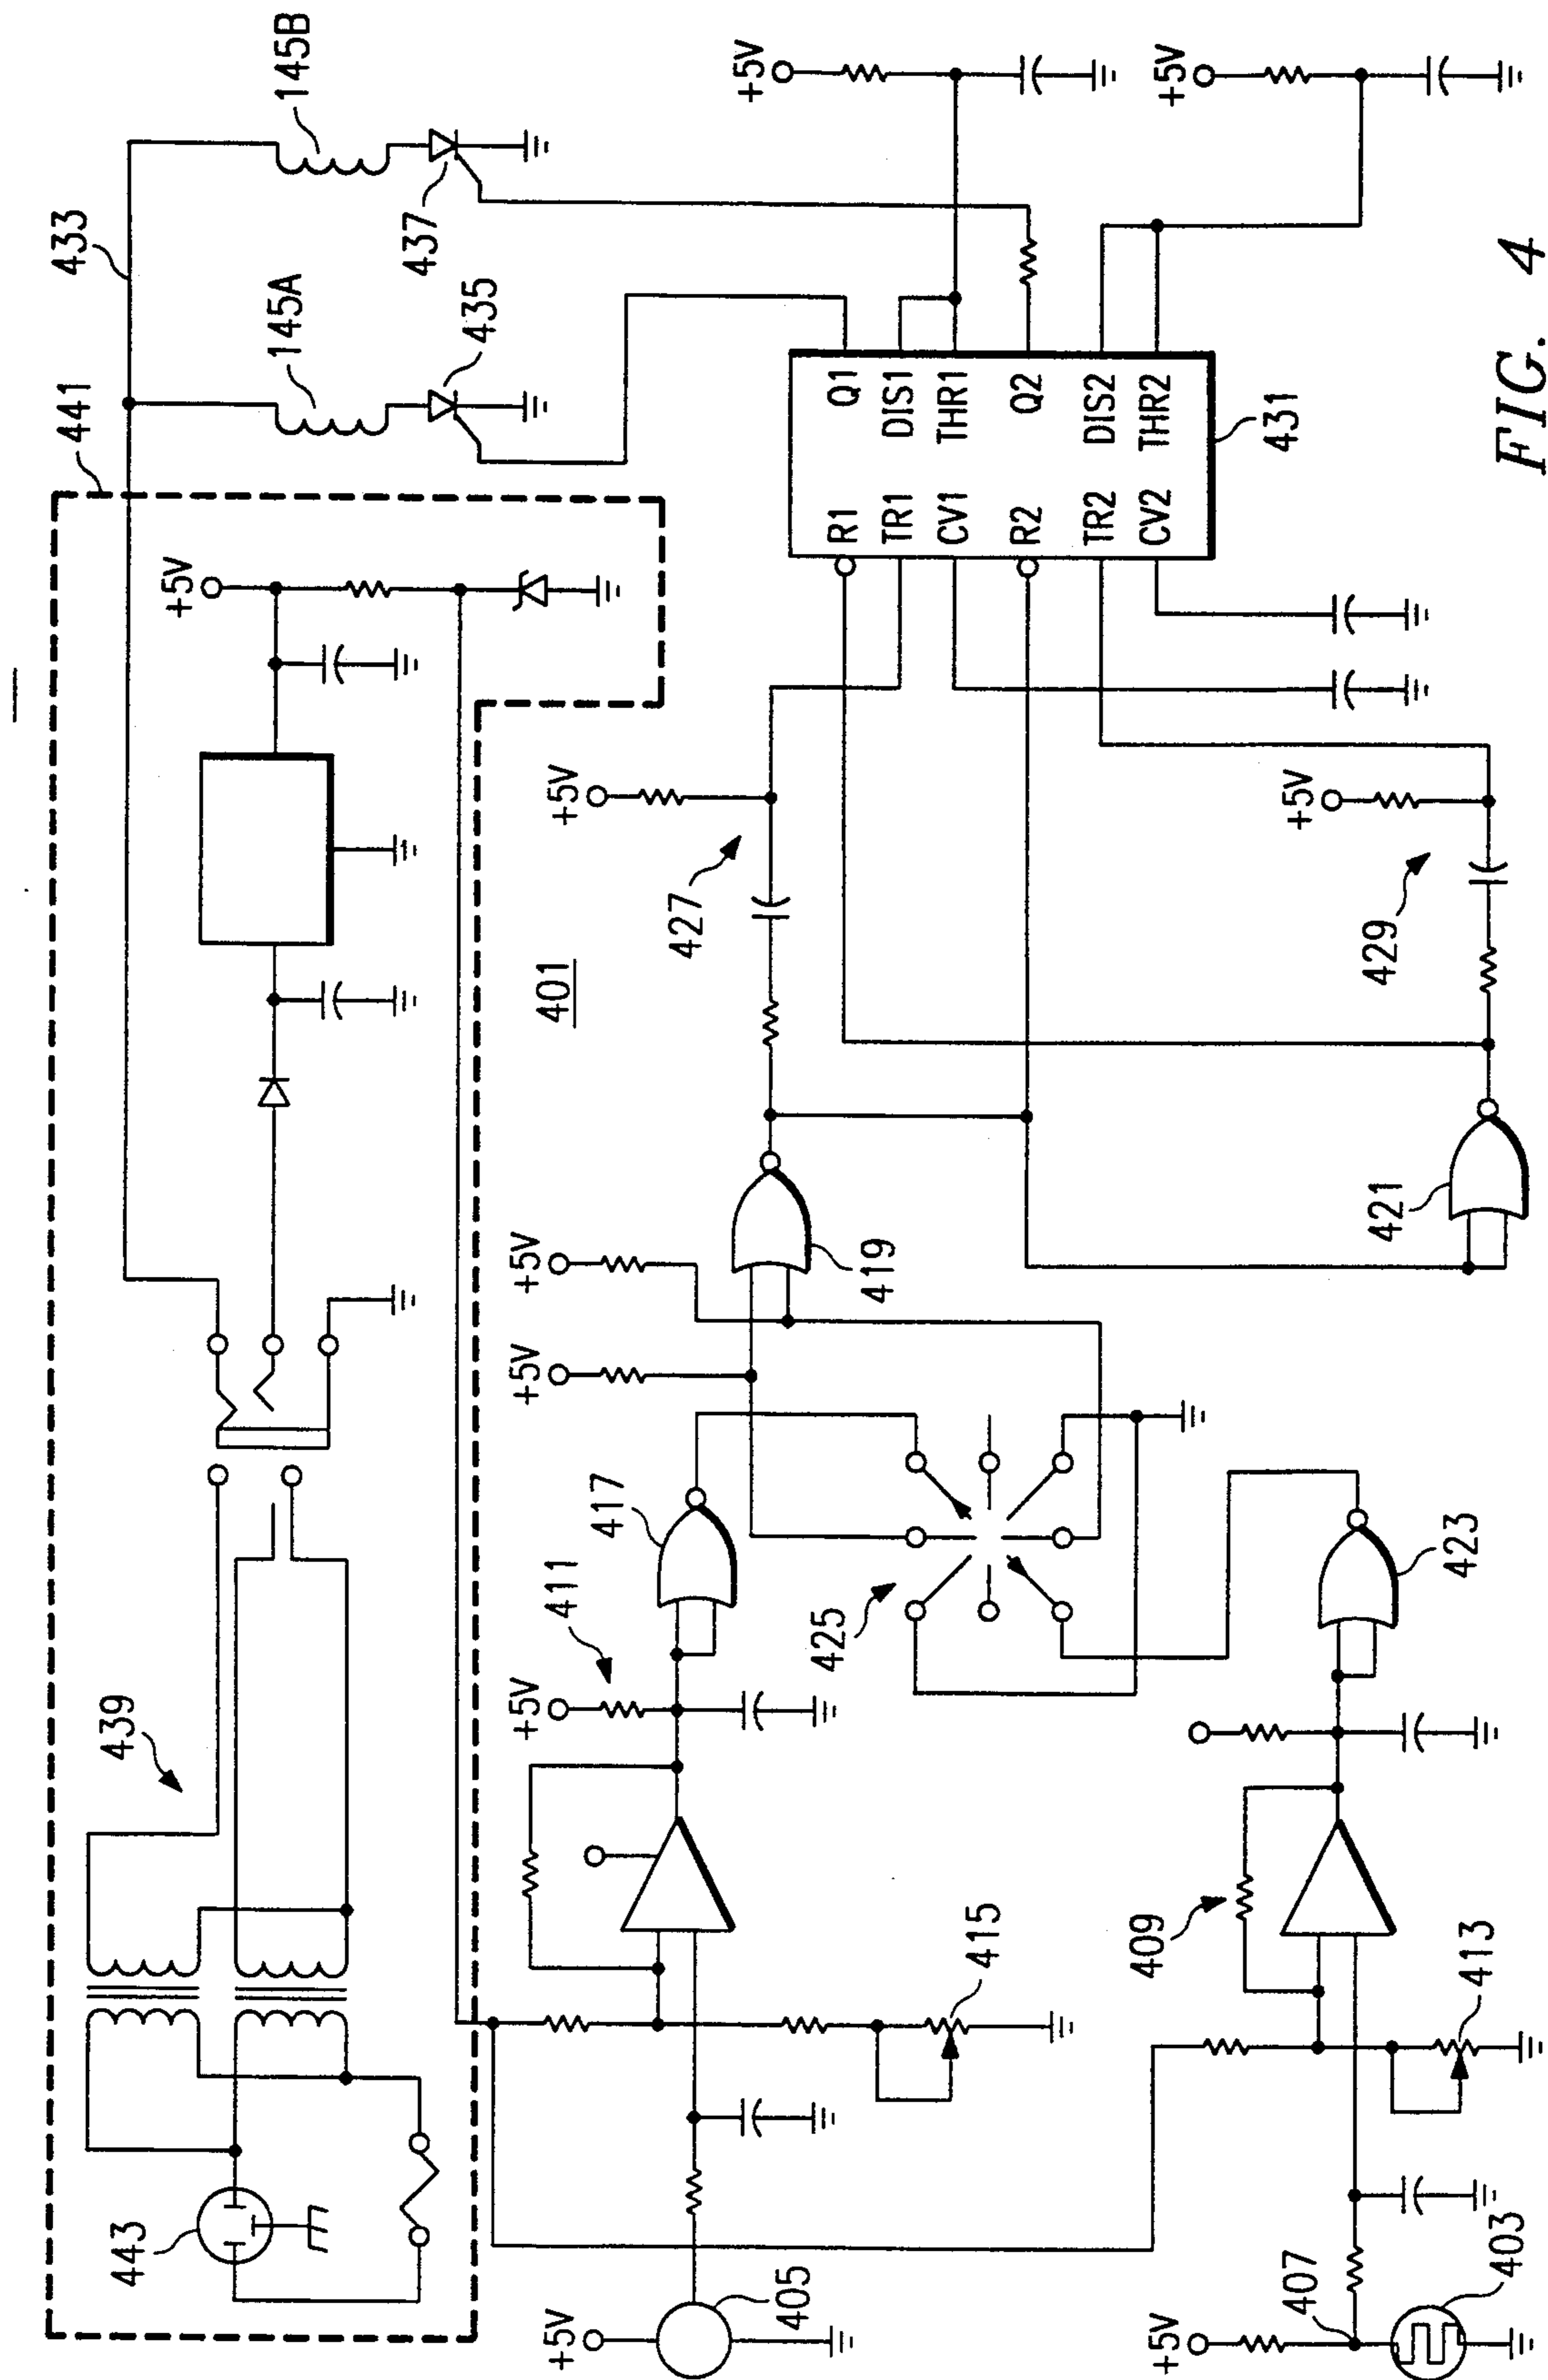 441
433
145A
145B
435
437
439
443
+5V
401
+5V
+5V
431
R1
TR1
CV1
R2
TR2
CV2
Q1
DIS1
THR1
Q2
DIS2
THR2
427
+5V
429
+5V
+5V
+5V
419
421
417
411
+5V
425
423
415
409
413
+5V
405
+5V
407
403
FIG. 4